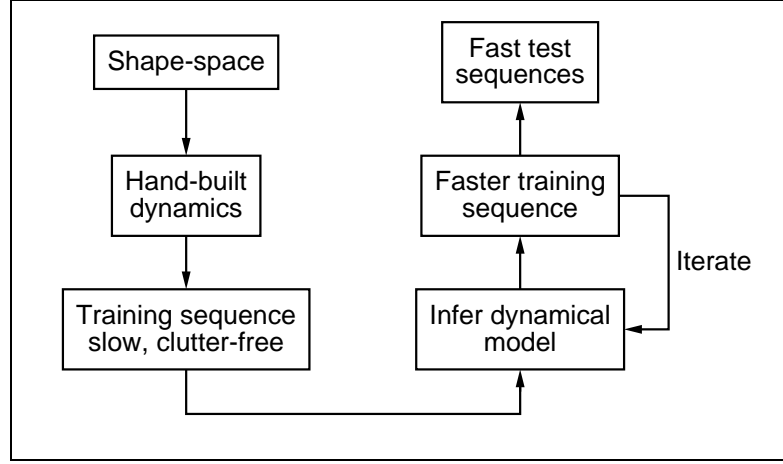 Shape-space
Hand-built
dynamics
Training sequence
slow, clutter-free
Infer dynamical
model
Faster training
sequence
Iterate
Fast test
sequences